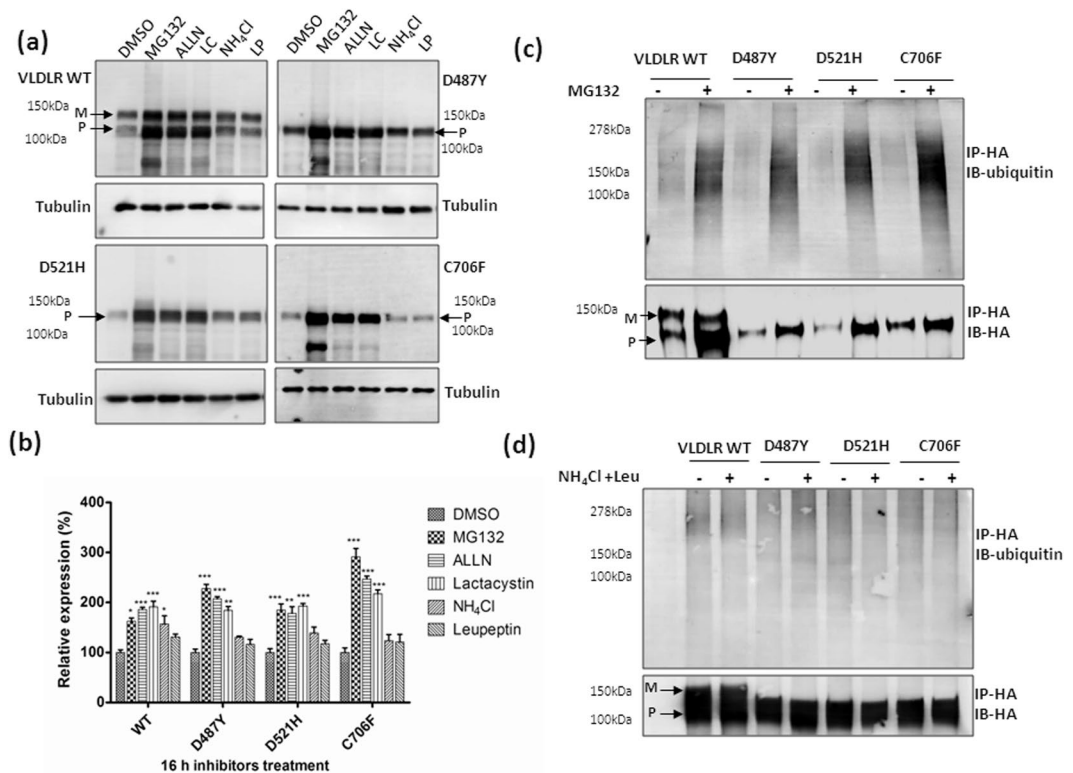 (a)
DMSO MG132 ALLN LC NH₄Cl LP
DMSO MG132 ALLN LC NH₄Cl LP
VLDLR WT
150kDa
M
P
100kDa
D487Y
150kDa
P
100kDa
Tubulin
Tubulin
D521H
150kDa
P
100kDa
C706F
150kDa
P
100kDa
Tubulin
Tubulin
(b)
Relative expression (%)
400
300
200
100
0
* *** *** *
*** *** **
*** ** ***
*** *** ***
DMSO
MG132
ALLN
Lactacystin
NH₄Cl
Leupeptin
WT D487Y D521H C706F
16 h inhibitors treatment
(c)
VLDLR WT D487Y D521H C706F
MG132 - + - + - + - +
278kDa
150kDa
100kDa
IP-HA
IB-ubiquitin
150kDa
M
P
IP-HA
IB-HA
(d)
VLDLR WT D487Y D521H C706F
NH₄Cl +Leu - + - + - + - +
278kDa
150kDa
100kDa
IP-HA
IB-ubiquitin
150kDa
M
P
100kDa
IP-HA
IB-HA